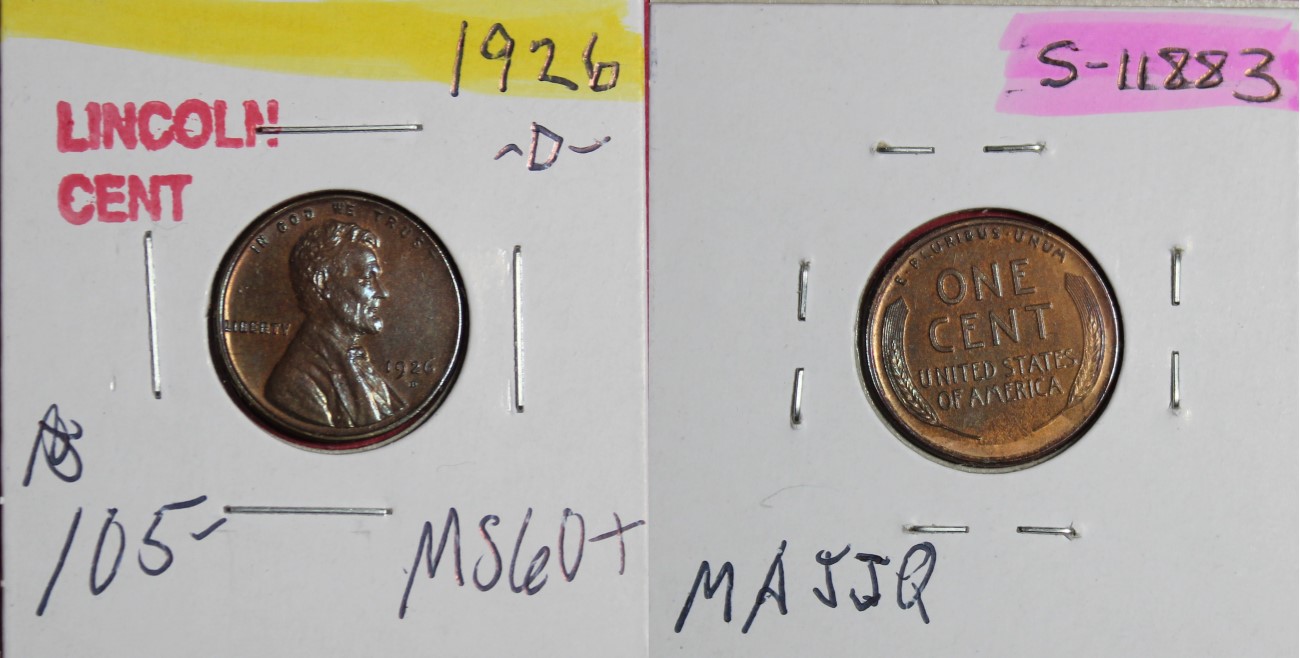 1926
-D-
LINCOLN
CENT
IN GOD WE TRUST
LIBERTY
1926
D
105-
MS60+
S-11883
E·PLURIBUS·UNUM
ONE
CENT
UNITED STATES
OF AMERICA
MAJJQ